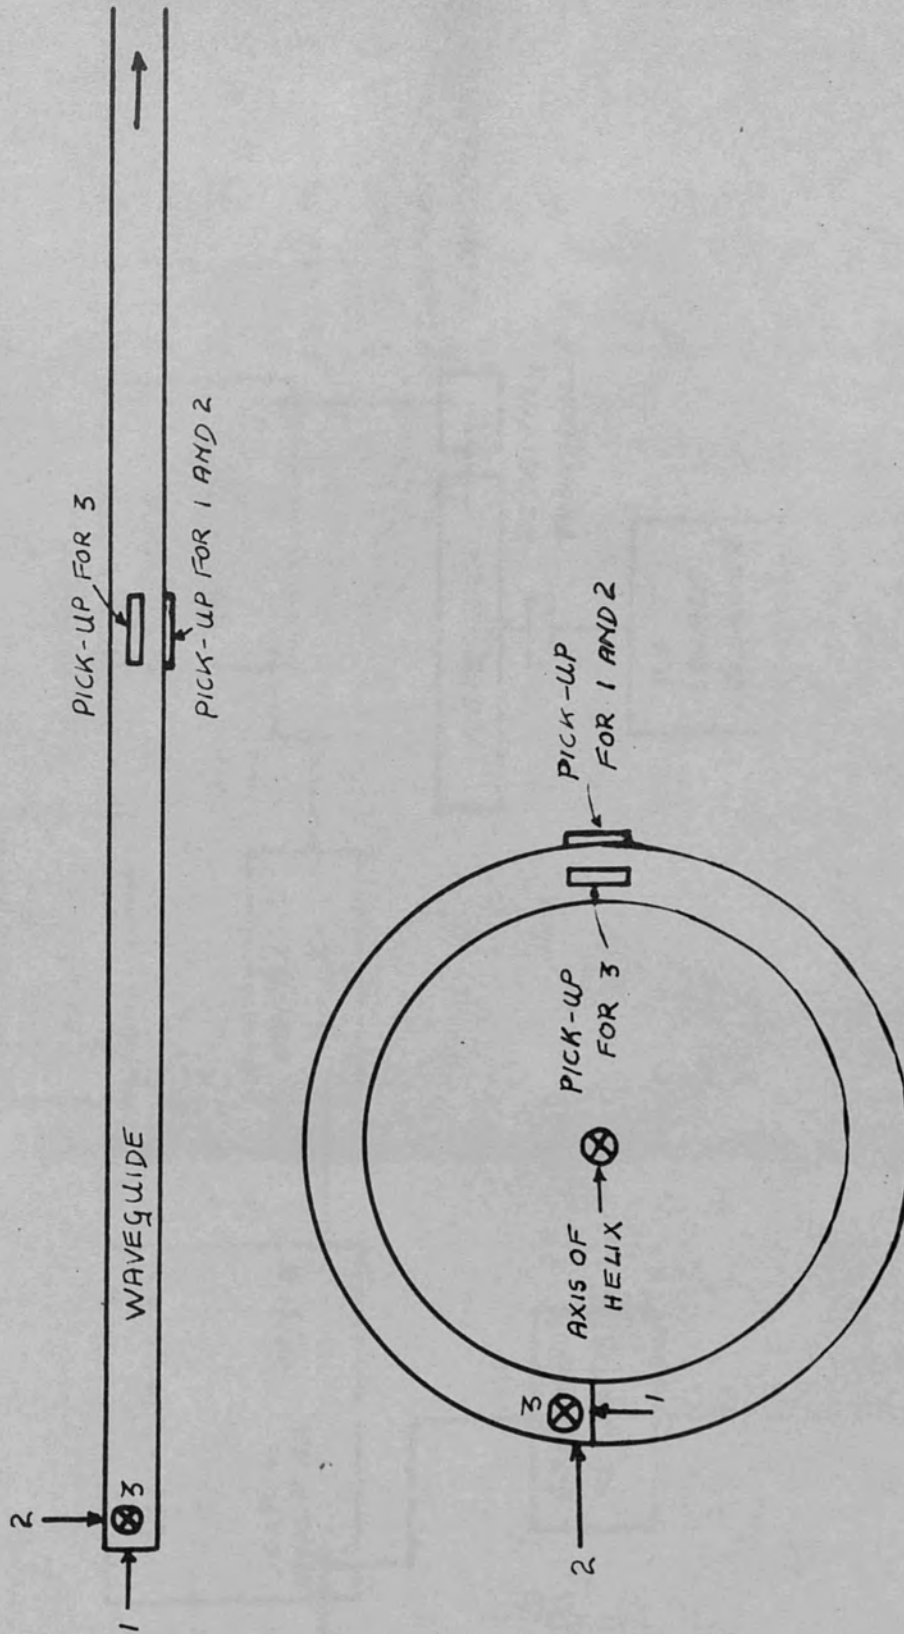 2
1
3
WAVEGUIDE
PICK-UP FOR 3
PICK-UP FOR 1 AND 2
2
3
1
AXIS OF
HELIX
PICK-UP
FOR 3
PICK-UP
FOR 1 AND 2